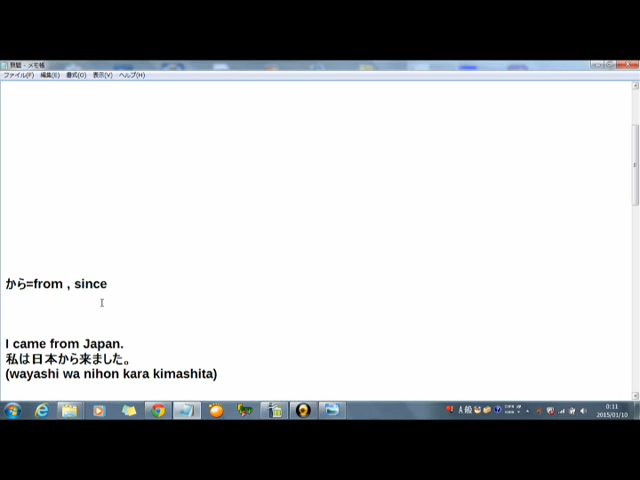 無題 - メモ帳
ファイル(F) 編集(E) 書式(O) 表示(V) ヘルプ(H)
から=from , since
I came from Japan.
私は日本から来ました。
(wayashi wa nihon kara kimashita)
A 般
0:11
2015/01/10